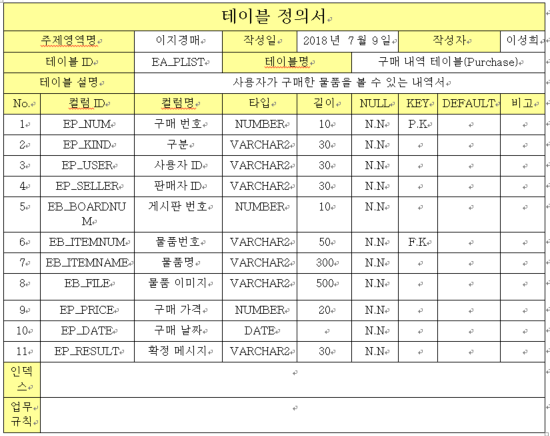 테이블 정의서
주제영역명 이지경매 작성일 2018년 7월 9일 작성자 이성희
테이블 ID EA_PLIST 테이블명 구매 내역 테이블(Purchase)
테이블 설명 사용자가 구매한 물품을 볼 수 있는 내역서
No. 컬럼 ID 컬럼명 타입 길이 NULL KEY DEFAULT 비고
1 EP_NUM 구매 번호 NUMBER 10 N.N P.K
2 EP_KIND 구분 VARCHAR2 30 N.N
3 EP_USER 사용자 ID VARCHAR2 30 N.N
4 EP_SELLER 판매자 ID VARCHAR2 30 N.N
5 EB_BOARDNU 게시판 번호 NUMBER 10 N.N
M
6 EB_ITEMNUM 물품번호 VARCHAR2 50 N.N F.K
7 EB_ITEMNAME 물품명 VARCHAR2 300 N.N
8 EB_FILE 물품 이미지 VARCHAR2 500 N.N
9 EP_PRICE 구매 가격 NUMBER 20 N.N
10 EP_DATE 구매 날짜 DATE N.N
11 EP_RESULT 확정 메시지 VARCHAR2 30 N.N
인덱
스
업무
규칙